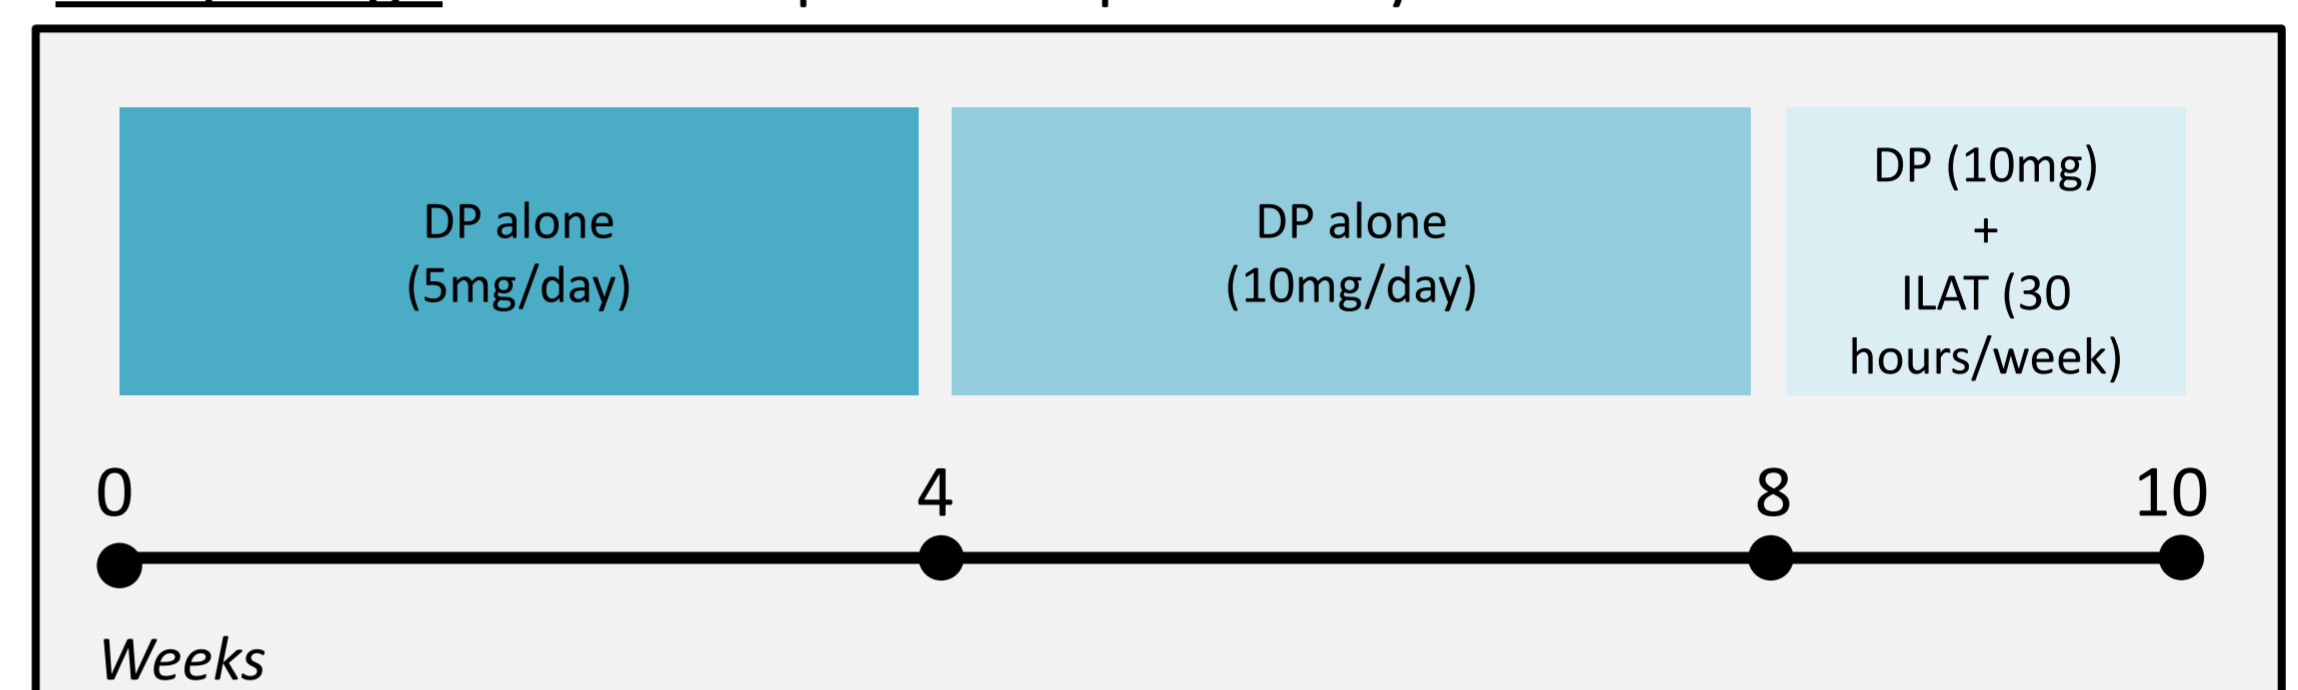 DP alone
(5mg/day)
DP alone
(10mg/day)
DP (10mg)
+
ILAT (30
hours/week)
0
4
8
10
Weeks